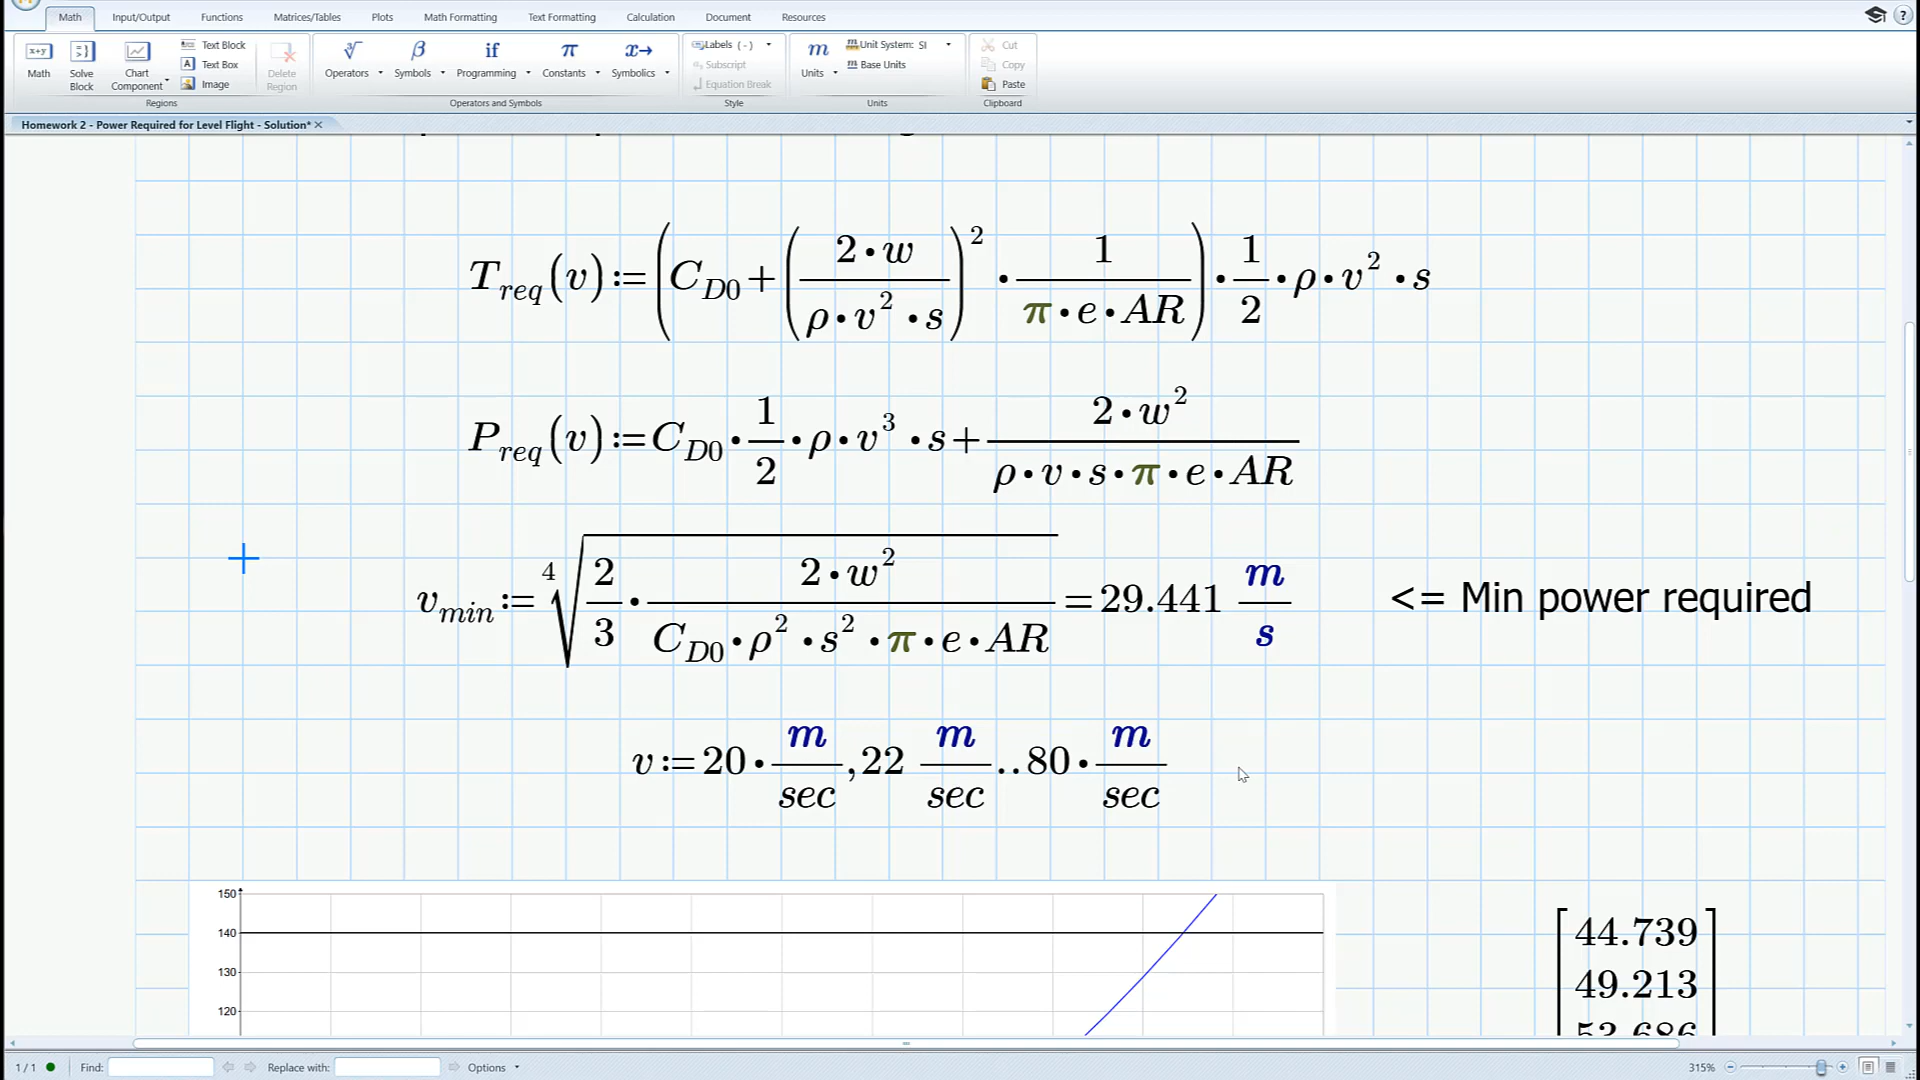 Math Input/Output Functions Matrices/Tables Plots Math Formatting Text Formatting Calculation Document Resources
Math
Solve Block
Chart Component
Text Block
Text Box
Image
Delete Region
Regions
Operators
Symbols
Programming
Constants
Symbolics
Operators and Symbols
Labels ( - )
Subscript
Equation Break
Style
Units
Unit System: SI
Base Units
Units
Cut
Copy
Paste
Clipboard
Homework 2 - Power Required for Level Flight - Solution*
T_req(v):=(C_D0+(2•w/(ρ•v^2•s))^2•1/(π•e•AR))•1/2•ρ•v^2•s
P_req(v):=C_D0•1/2•ρ•v^3•s+2•w^2/(ρ•v•s•π•e•AR)
v_min:=∜(2/3•2•w^2/(C_D0•ρ^2•s^2•π•e•AR))=29.441 m/s <= Min power required
v:=20•m/sec,22 m/sec..80•m/sec
150
140
130
120
44.739
49.213
53.686
1 / 1 Find: Replace with: Options 315%